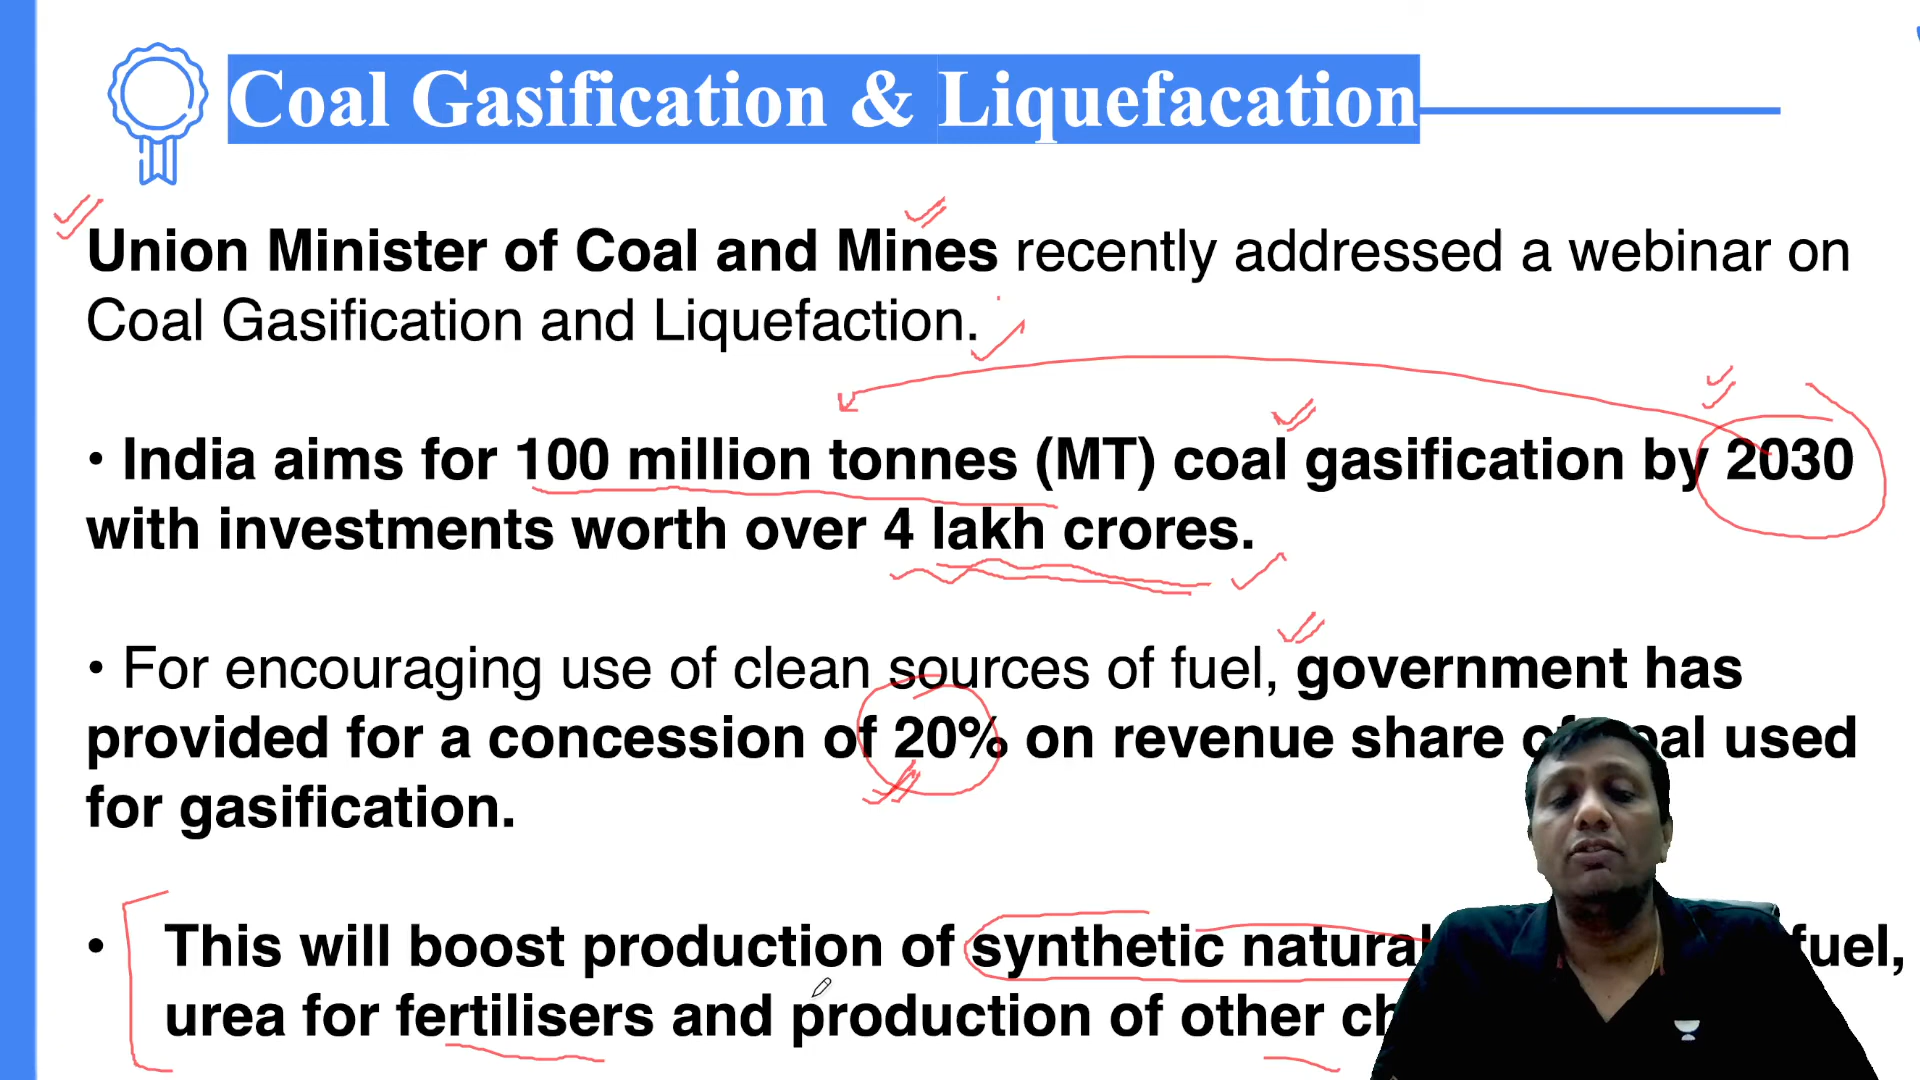 Coal Gasification & Liquefacation
Union Minister of Coal and Mines recently addressed a webinar on
Coal Gasification and Liquefaction.
• India aims for 100 million tonnes (MT) coal gasification by 2030
with investments worth over 4 lakh crores.
• For encouraging use of clean sources of fuel, government has
provided for a concession of 20% on revenue share of coal used
for gasification.
• This will boost production of synthetic natural fuel,
urea for fertilisers and production of other